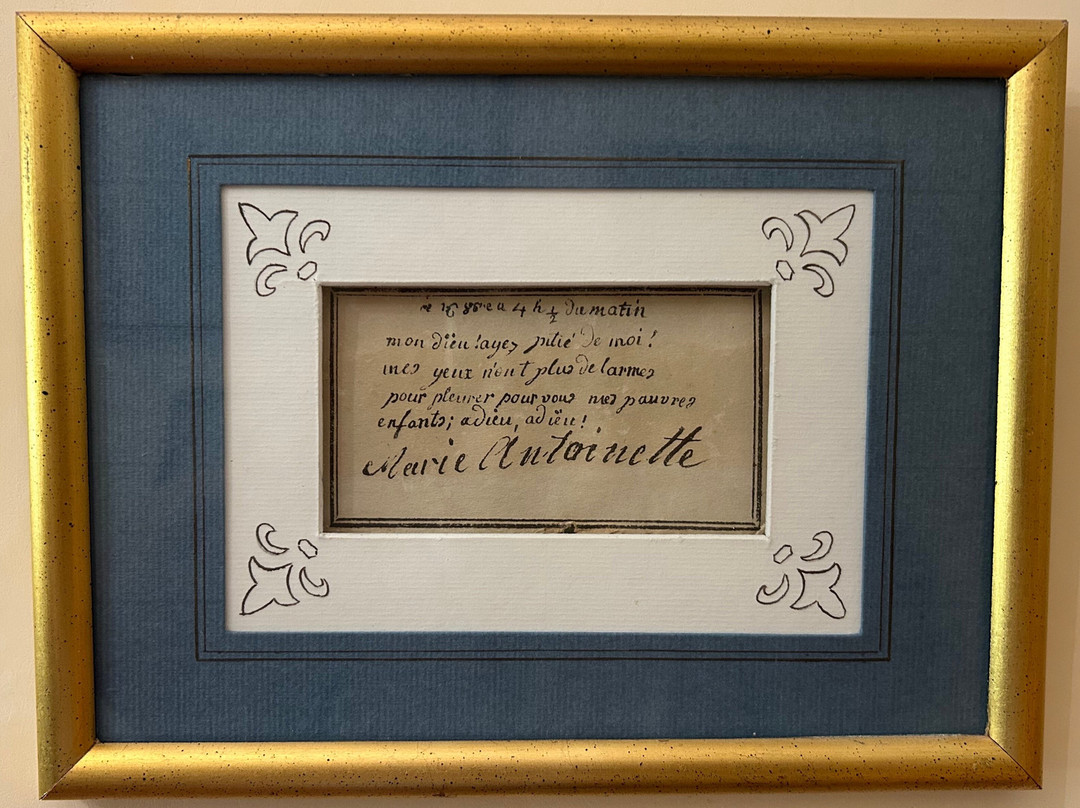 à 4 h ½ du matin
mon dieu ! ayez pitié de moi !
mes yeux n'ont plus de larmes
pour pleurer pour vous mes pauvres
enfants; adieu, adieu !
Marie Antoinette